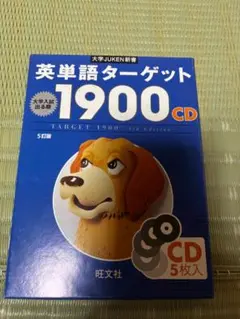 大学JUKEN新書
英単語ターゲット
大学入試
出る順
1900 CD
TARGET 1900 5th Edition
5訂版
CD
5枚入
旺文社